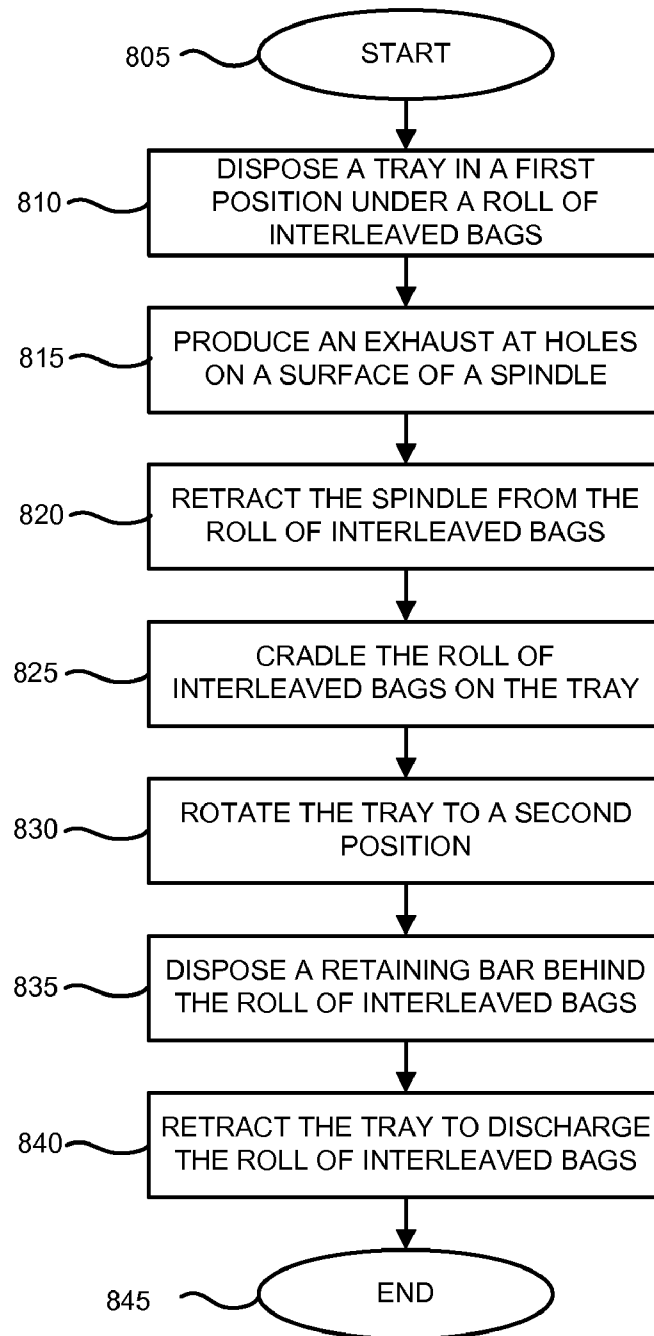 805
START
810
DISPOSE A TRAY IN A FIRST
POSITION UNDER A ROLL OF
INTERLEAVED BAGS
815
PRODUCE AN EXHAUST AT HOLES
ON A SURFACE OF A SPINDLE
820
RETRACT THE SPINDLE FROM THE
ROLL OF INTERLEAVED BAGS
825
CRADLE THE ROLL OF
INTERLEAVED BAGS ON THE TRAY
830
ROTATE THE TRAY TO A SECOND
POSITION
835
DISPOSE A RETAINING BAR BEHIND
THE ROLL OF INTERLEAVED BAGS
840
RETRACT THE TRAY TO DISCHARGE
THE ROLL OF INTERLEAVED BAGS
845
END